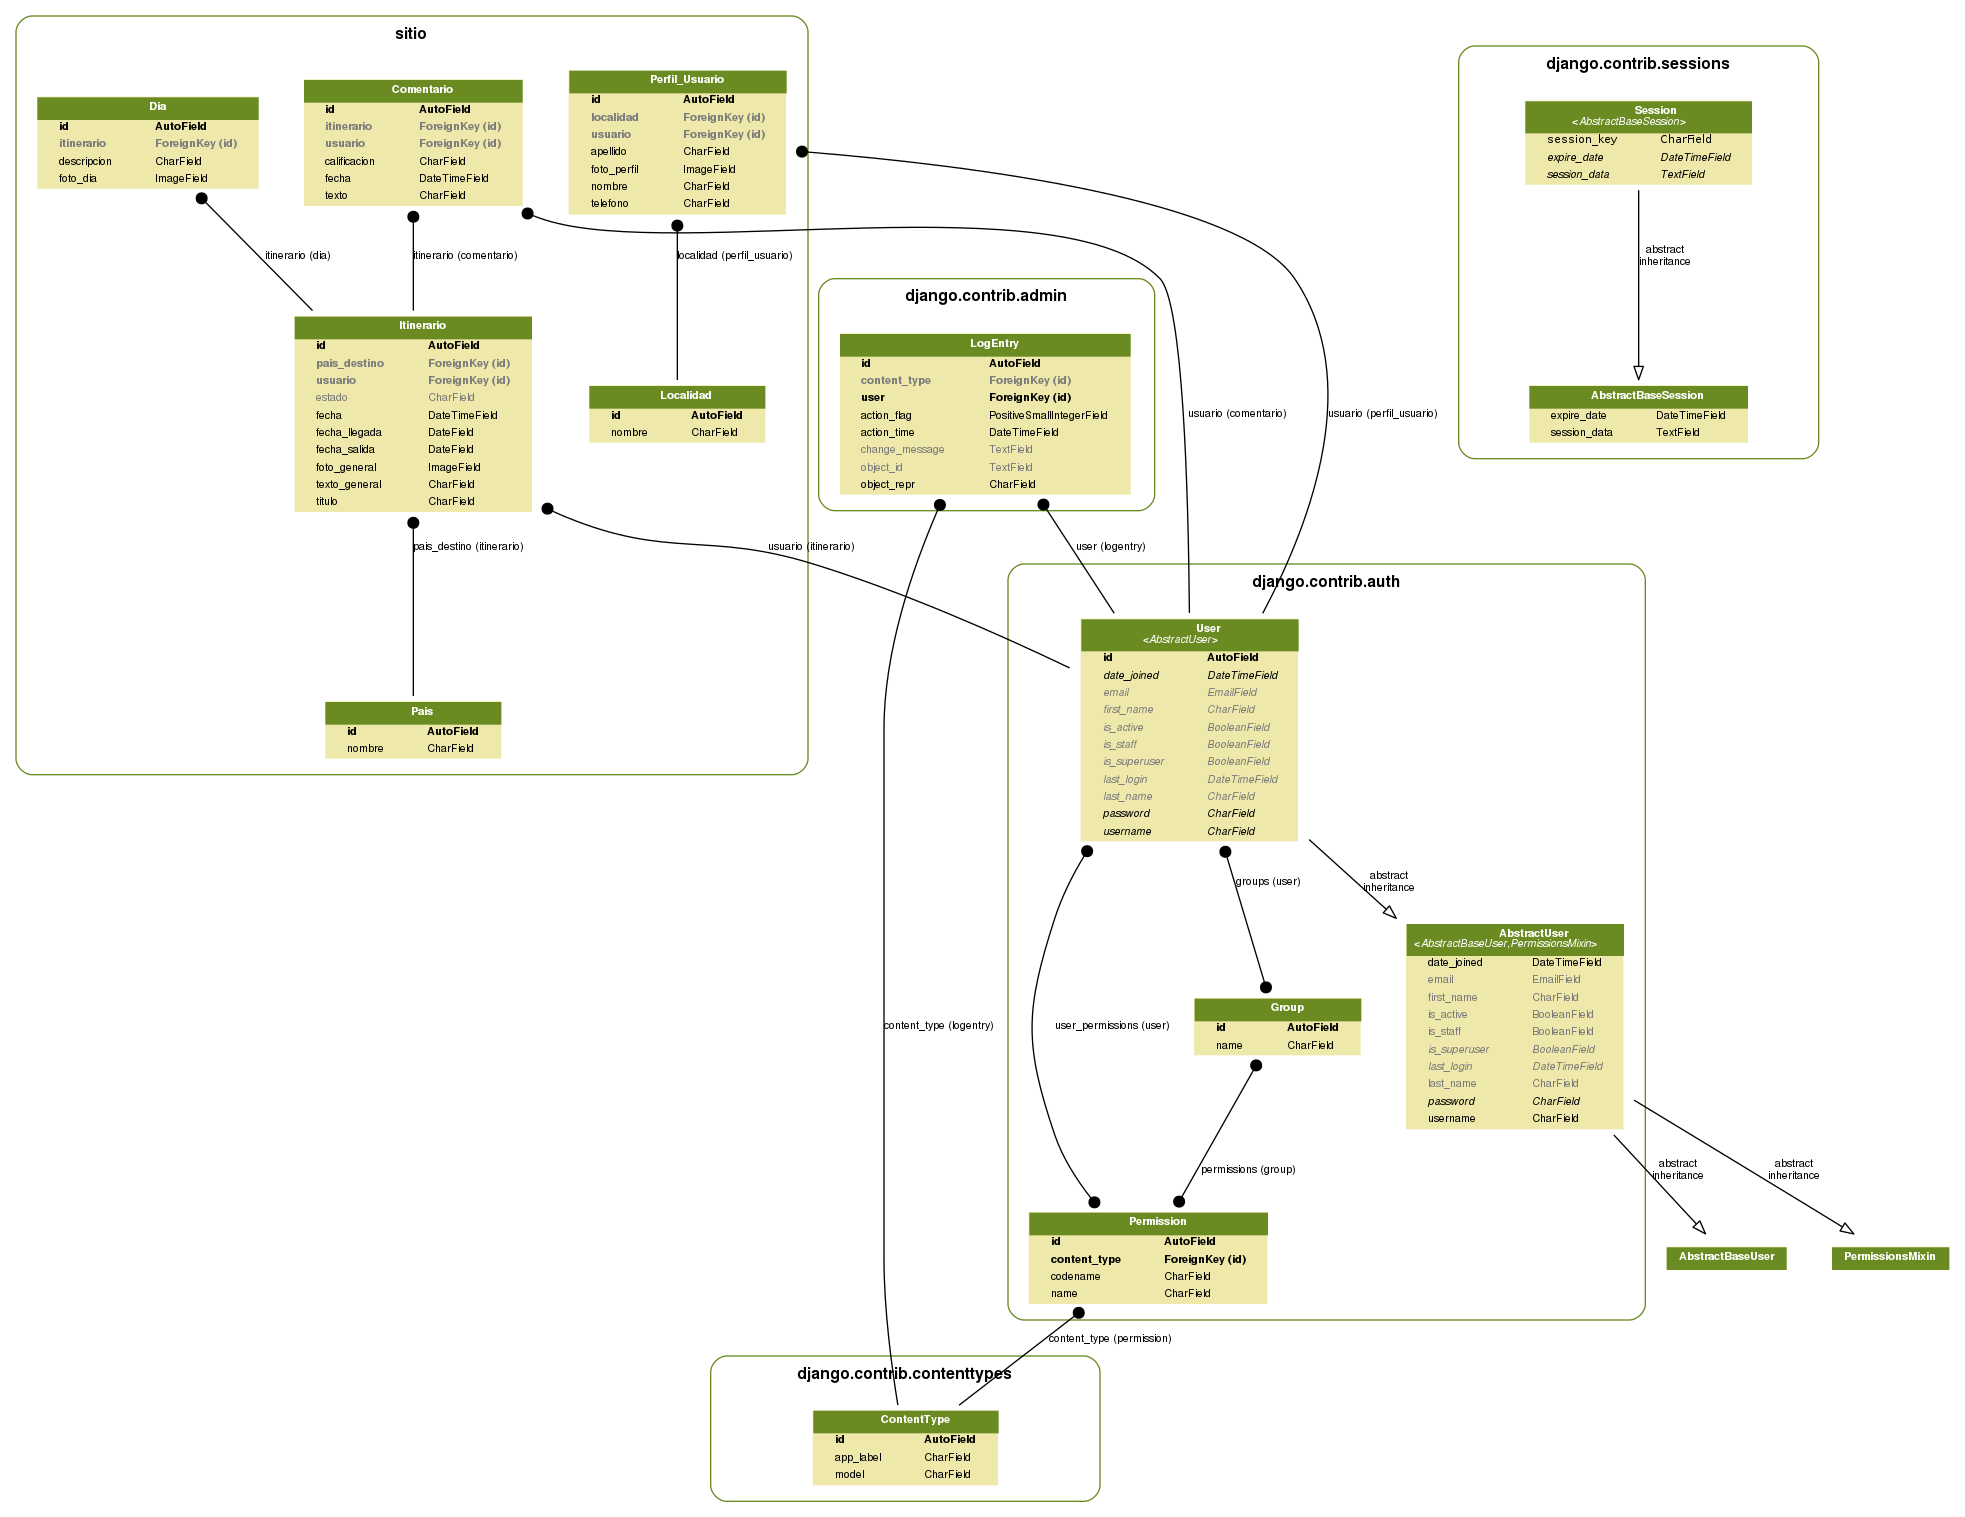 sitio
Dia
id AutoField
itinerario ForeignKey (id)
descripcion CharField
foto_dia ImageField
Comentario
id AutoField
itinerario ForeignKey (id)
usuario ForeignKey (id)
calificacion CharField
fecha DateTimeField
texto CharField
Perfil_Usuario
id AutoField
localidad ForeignKey (id)
usuario ForeignKey (id)
apellido CharField
foto_perfil ImageField
nombre CharField
telefono CharField
itinerario (dia)
itinerario (comentario)
localidad (perfil_usuario)
Itinerario
id AutoField
pais_destino ForeignKey (id)
usuario ForeignKey (id)
estado CharField
fecha DateTimeField
fecha_llegada DateField
fecha_salida DateField
foto_general ImageField
texto_general CharField
titulo CharField
Localidad
id AutoField
nombre CharField
pais_destino (itinerario)
usuario (itinerario)
Pais
id AutoField
nombre CharField
django.contrib.admin
LogEntry
id AutoField
content_type ForeignKey (id)
user ForeignKey (id)
action_flag PositiveSmallIntegerField
action_time DateTimeField
change_message TextField
object_id TextField
object_repr CharField
usuario (comentario)
usuario (perfil_usuario)
user (logentry)
django.contrib.sessions
Session
<AbstractBaseSession>
session_key CharField
expire_date DateTimeField
session_data TextField
abstract
inheritance
AbstractBaseSession
expire_date DateTimeField
session_data TextField
django.contrib.auth
User
<AbstractUser>
id AutoField
date_joined DateTimeField
email EmailField
first_name CharField
is_active BooleanField
is_staff BooleanField
is_superuser BooleanField
last_login DateTimeField
last_name CharField
password CharField
username CharField
groups (user)
abstract
inheritance
AbstractUser
<AbstractBaseUser,PermissionsMixin>
date_joined DateTimeField
email EmailField
first_name CharField
is_active BooleanField
is_staff BooleanField
is_superuser BooleanField
last_login DateTimeField
last_name CharField
password CharField
username CharField
content_type (logentry)
user_permissions (user)
Group
id AutoField
name CharField
permissions (group)
abstract
inheritance
abstract
inheritance
Permission
id AutoField
content_type ForeignKey (id)
codename CharField
name CharField
AbstractBaseUser
PermissionsMixin
content_type (permission)
django.contrib.contenttypes
ContentType
id AutoField
app_label CharField
model CharField